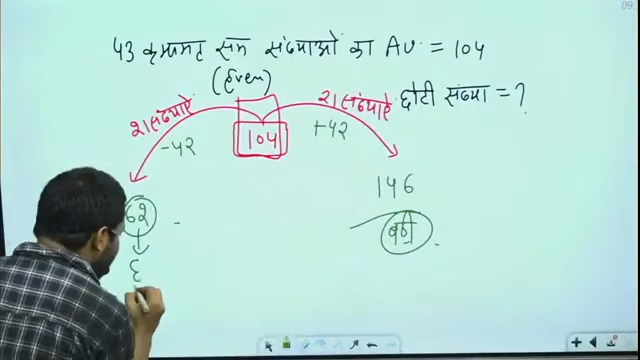 43 क्रमागत सम संख्याओं का AV = 104
(Even)
छोटी संख्या = ?
21 संख्याऐं
21 संख्याऐं
104
-42
+42
62
146
बड़ी